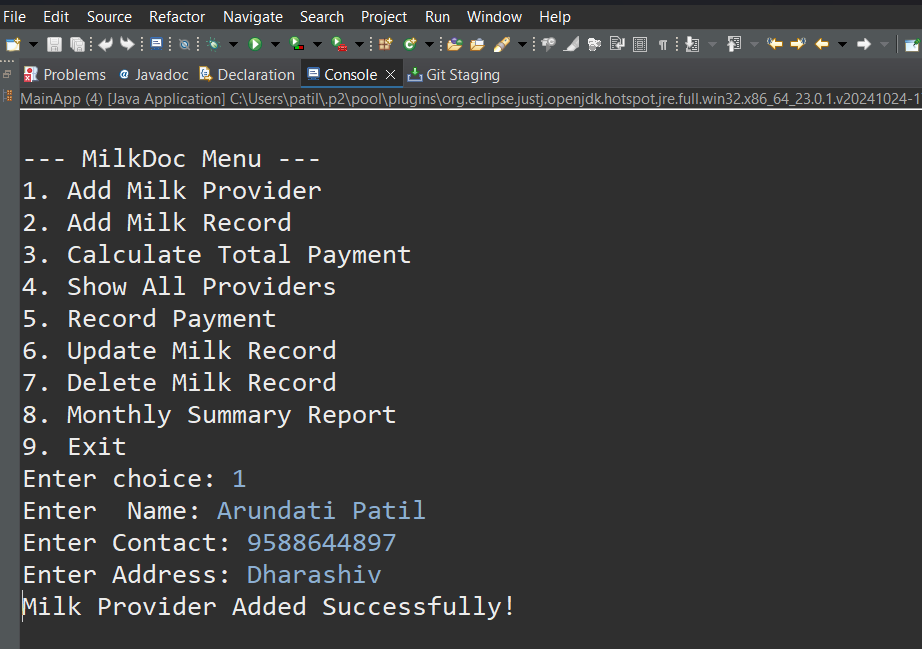 File Edit Source Refactor Navigate Search Project Run Window Help
Problems @ Javadoc Declaration Console × Git Staging
MainApp (4) [Java Application] C:\Users\patil\.p2\pool\plugins\org.eclipse.justj.openjdk.hotspot.jre.full.win32.x86_64_23.0.1.v20241024-1
--- MilkDoc Menu ---
1. Add Milk Provider
2. Add Milk Record
3. Calculate Total Payment
4. Show All Providers
5. Record Payment
6. Update Milk Record
7. Delete Milk Record
8. Monthly Summary Report
9. Exit
Enter choice: 1
Enter  Name: Arundati Patil
Enter Contact: 9588644897
Enter Address: Dharashiv
Milk Provider Added Successfully!